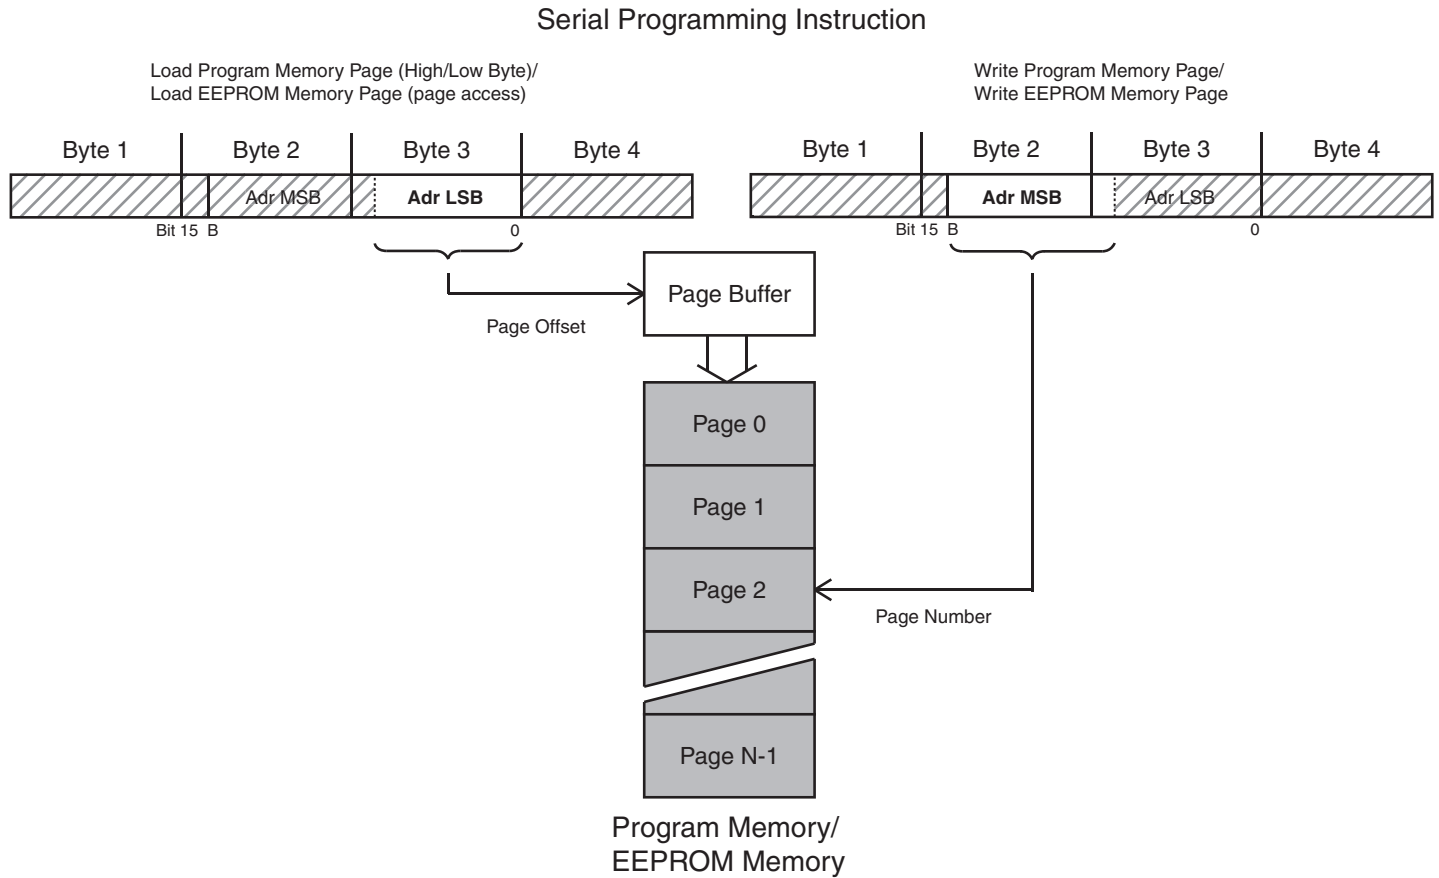 Serial Programming Instruction
Load Program Memory Page (High/Low Byte)/
Load EEPROM Memory Page (page access)
Write Program Memory Page/
Write EEPROM Memory Page
Byte 1 Byte 2 Byte 3 Byte 4
Adr MSB Adr LSB
Bit 15 B 0
Byte 1 Byte 2 Byte 3 Byte 4
Adr MSB Adr LSB
Bit 15 B 0
Page Buffer
Page Offset
Page 0
Page 1
Page 2
Page Number
Page N-1
Program Memory/
EEPROM Memory